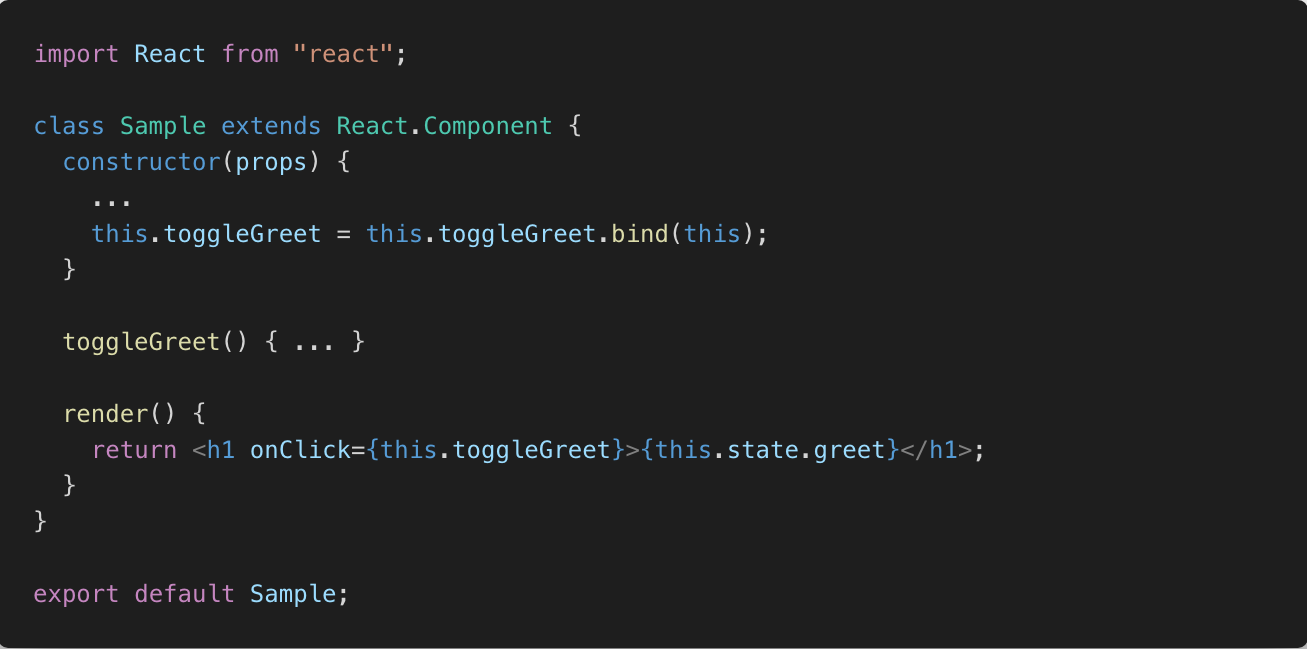 import React from "react";

class Sample extends React.Component {
  constructor(props) {
    ...
    this.toggleGreet = this.toggleGreet.bind(this);
  }

  toggleGreet() { ... }

  render() {
    return <h1 onClick={this.toggleGreet}>{this.state.greet}</h1>;
  }
}

export default Sample;